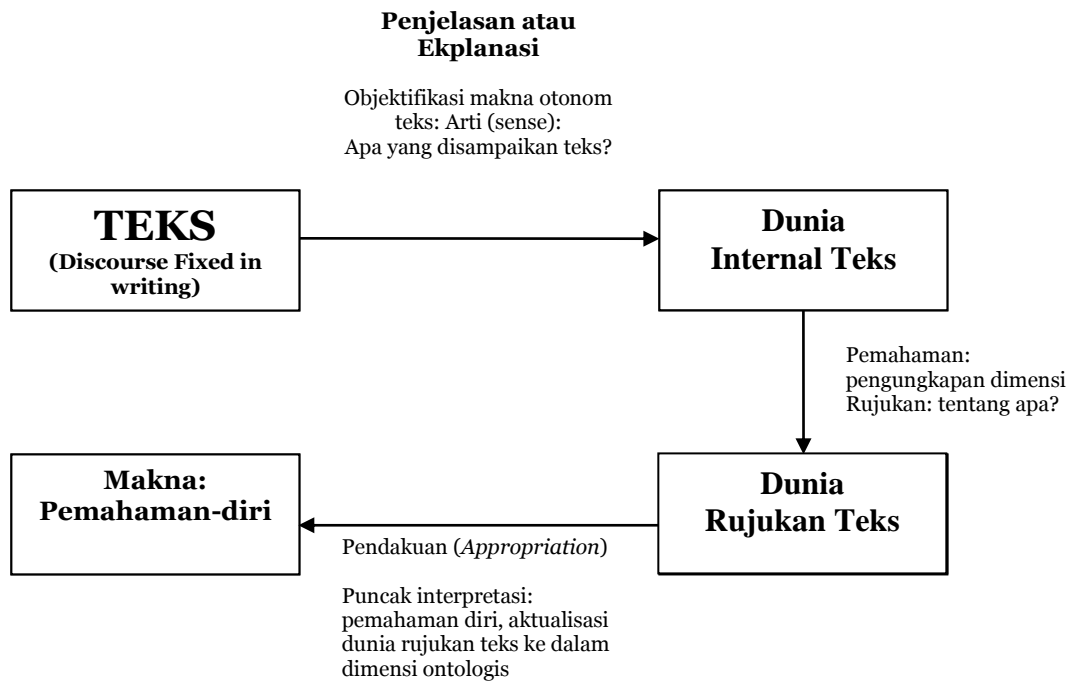 Penjelasan atau
Ekplanasi
Objektifikasi makna otonom
teks: Arti (sense):
Apa yang disampaikan teks?
TEKS
(Discourse Fixed in
writing)
Dunia
Internal Teks
Pemahaman:
pengungkapan dimensi
Rujukan: tentang apa?
Makna:
Pemahaman-diri
Dunia
Rujukan Teks
Pendakuan (Appropriation)
Puncak interpretasi:
pemahaman diri, aktualisasi
dunia rujukan teks ke dalam
dimensi ontologis